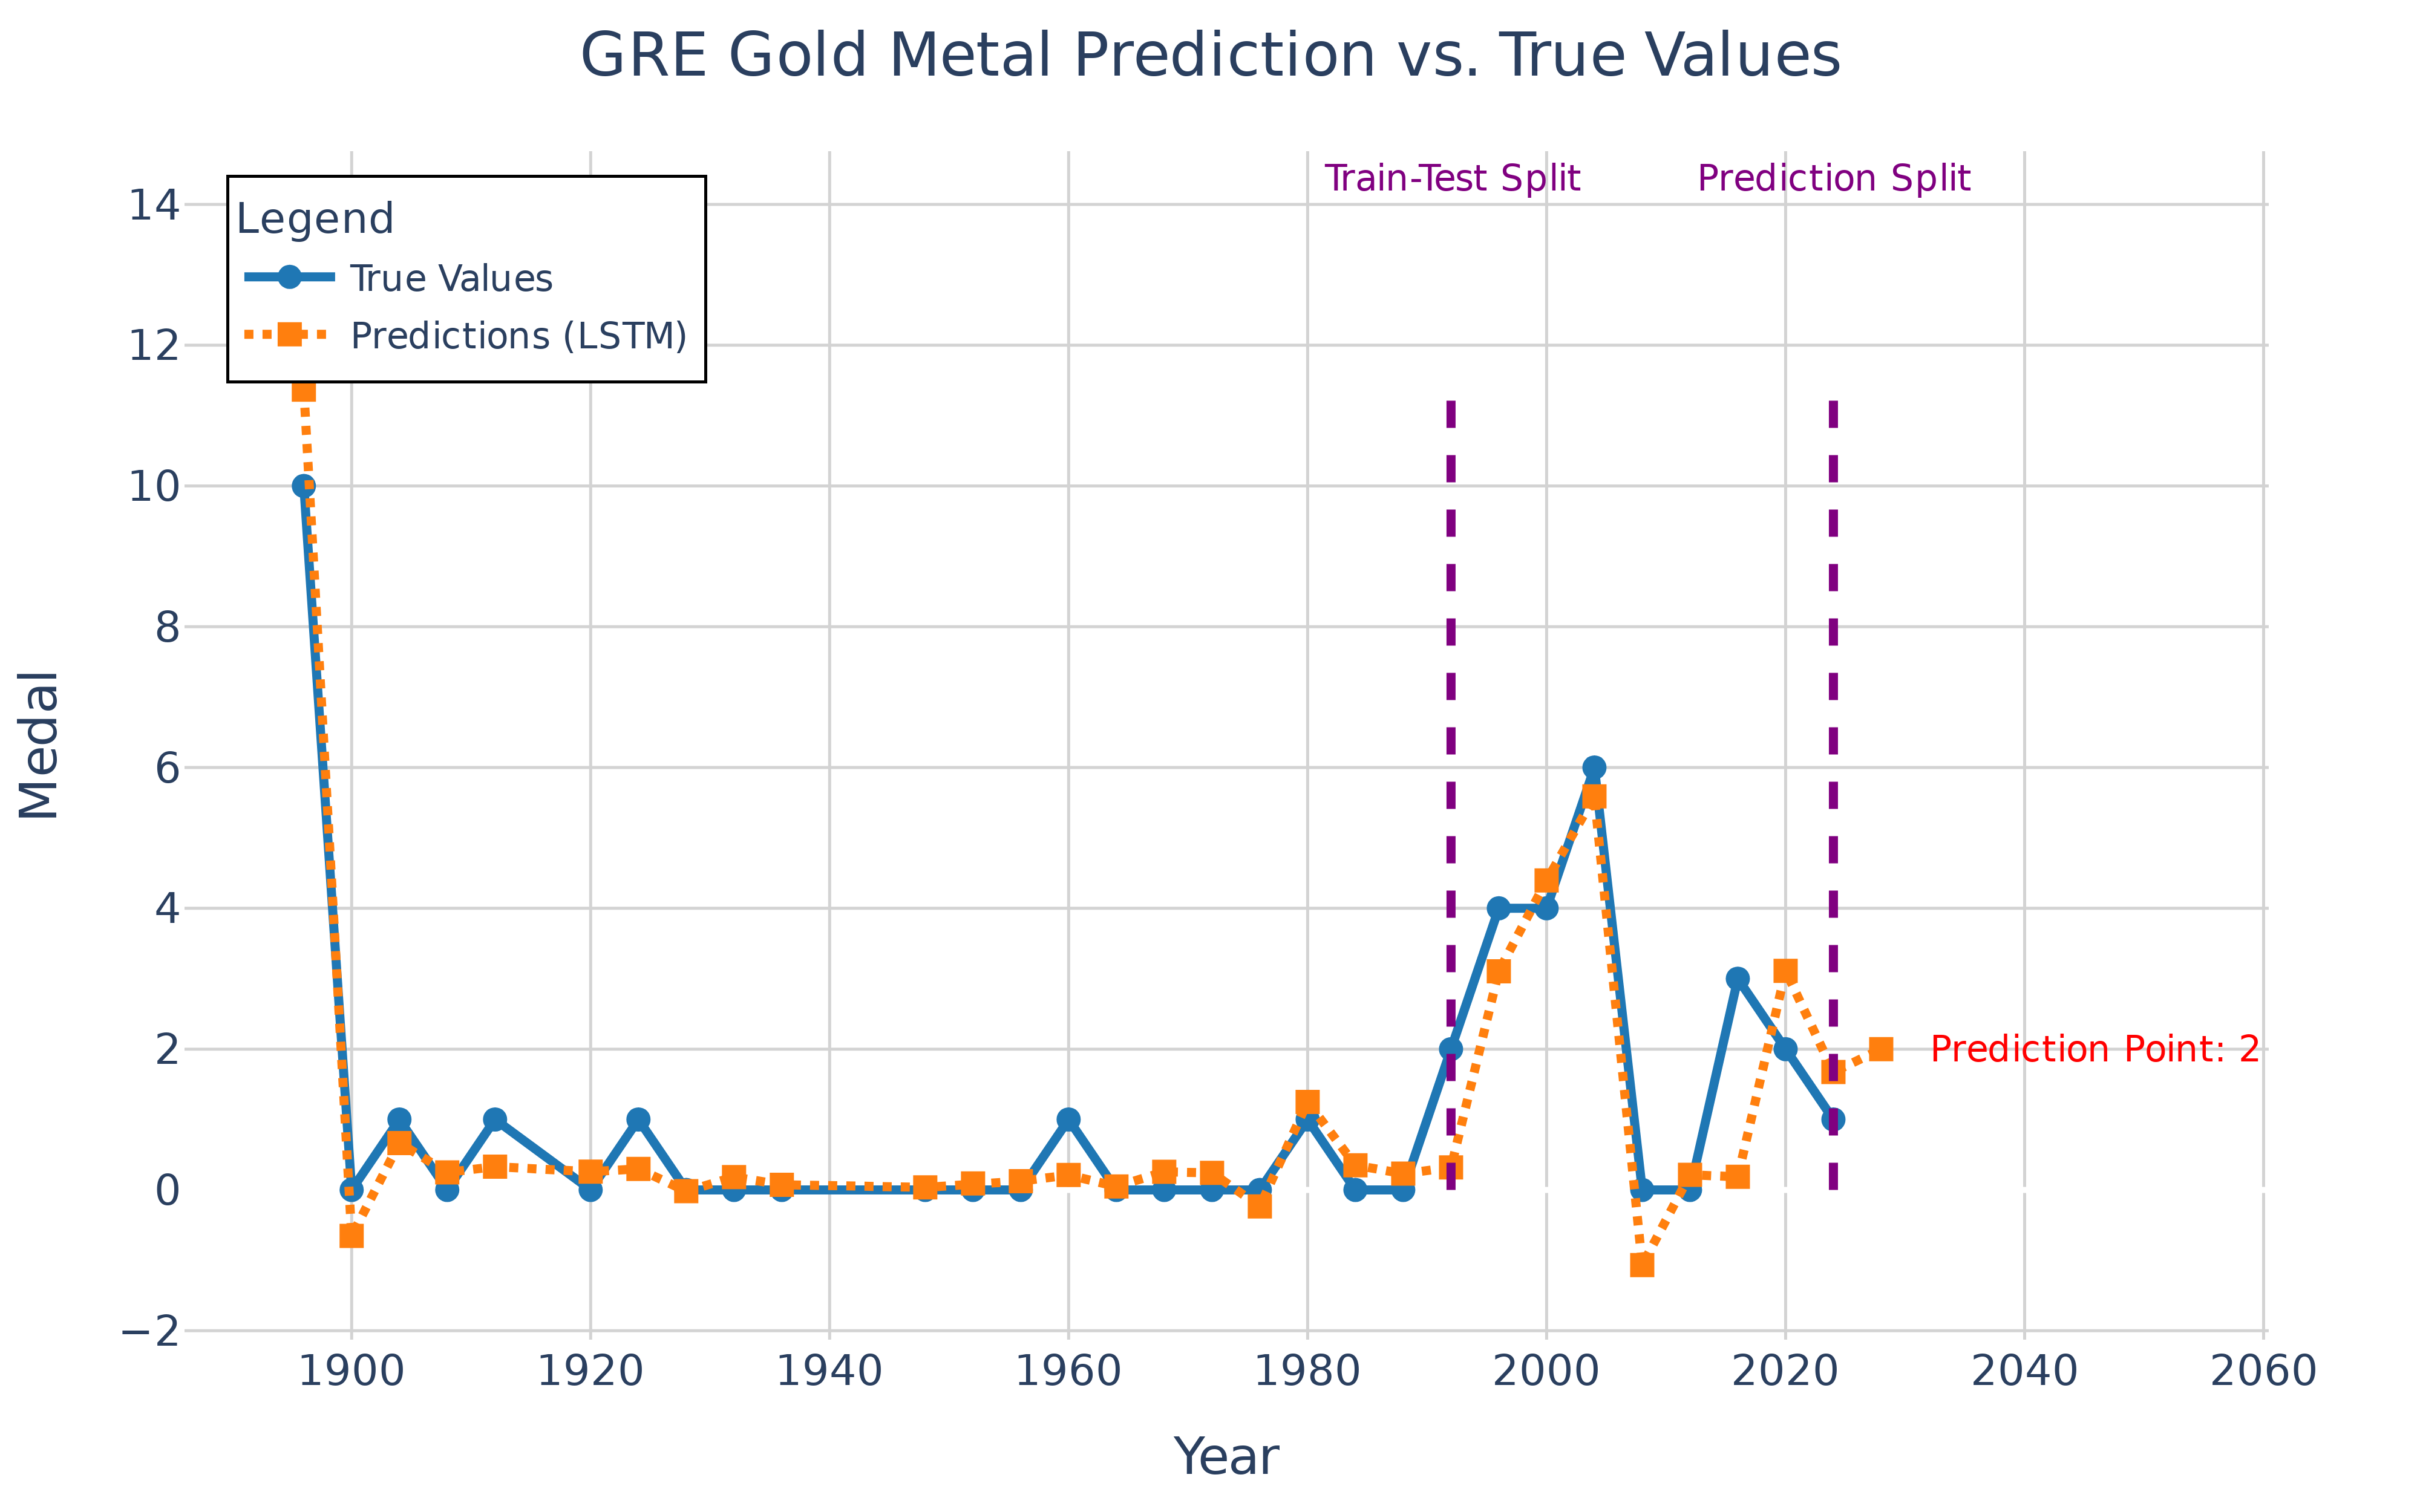 GRE Gold Metal Prediction vs. True Values
Train-Test Split
Prediction Split
Legend
True Values
Predictions (LSTM)
14
12
10
8
6
4
2
0
−2
Medal
Prediction Point: 2
1900
1920
1940
1960
1980
2000
2020
2040
2060
Year